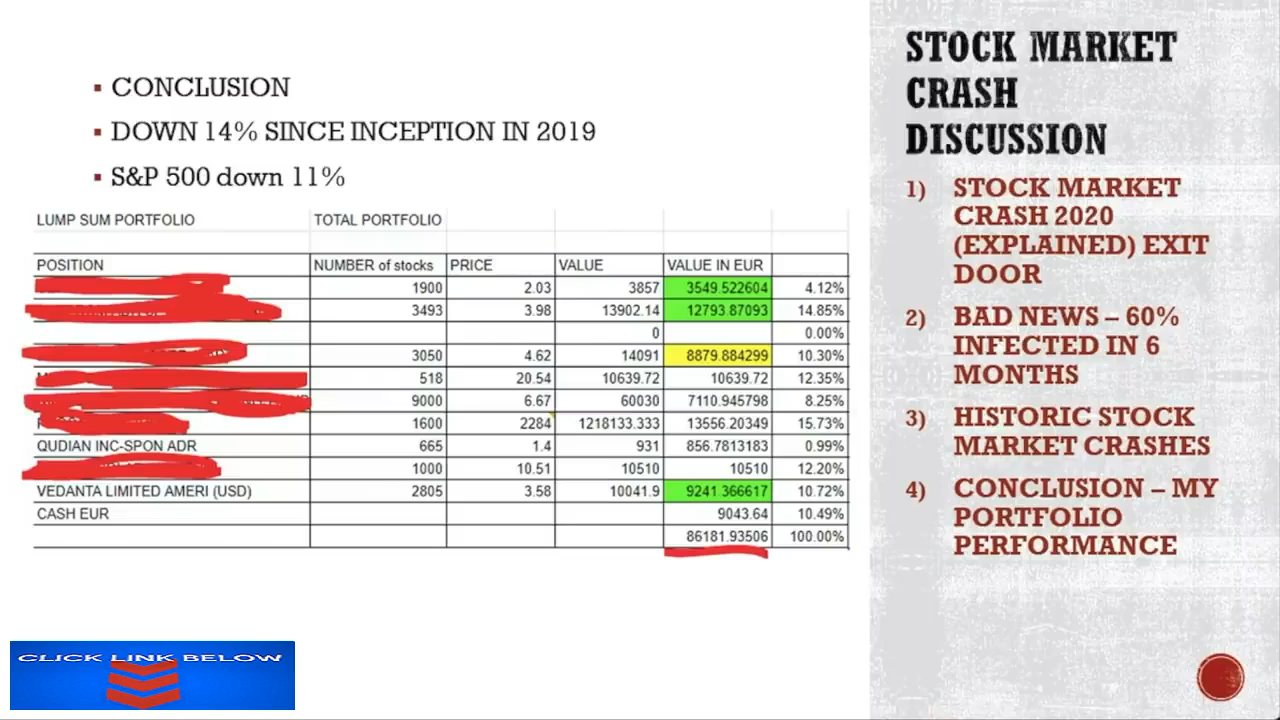 CONCLUSION
DOWN 14% SINCE INCEPTION IN 2019
S&P 500 down 11%
LUMP SUM PORTFOLIO TOTAL PORTFOLIO
POSITION NUMBER of stocks PRICE VALUE VALUE IN EUR
1900 2.03 3857 3549.522604 4.12%
3493 3.98 13902.14 12793.87093 14.85%
0 0.00%
3050 4.62 14091 8879.884299 10.30%
518 20.54 10639.72 10639.72 12.35%
9000 6.67 60030 7110.945798 8.25%
1600 2284 1218133.333 13556.20349 15.73%
QUDIAN INC-SPON ADR 665 1.4 931 856.7813183 0.99%
1000 10.51 10510 10510 12.20%
VEDANTA LIMITED AMERI (USD) 2805 3.58 10041.9 9241.366617 10.72%
CASH EUR 9043.64 10.49%
86181.93506 100.00%
CLICK LINK BELOW
STOCK MARKET
CRASH
DISCUSSION
1) STOCK MARKET
CRASH 2020
(EXPLAINED) EXIT
DOOR
2) BAD NEWS – 60%
INFECTED IN 6
MONTHS
3) HISTORIC STOCK
MARKET CRASHES
4) CONCLUSION – MY
PORTFOLIO
PERFORMANCE